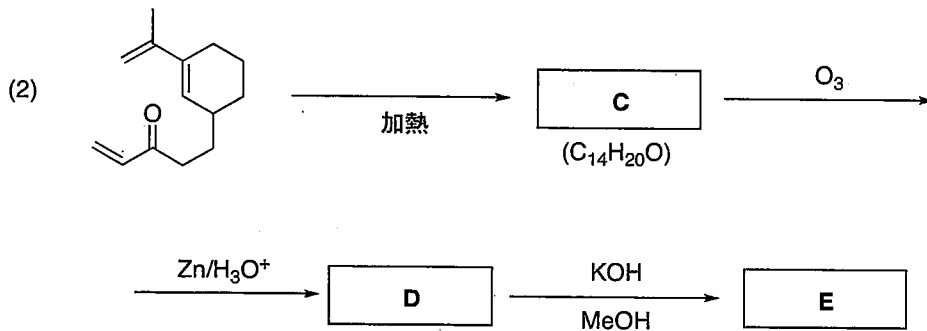 (2)
O
加熱
C
(C₁₄H₂₀O)
O₃
Zn/H₃O⁺
D
KOH
MeOH
E